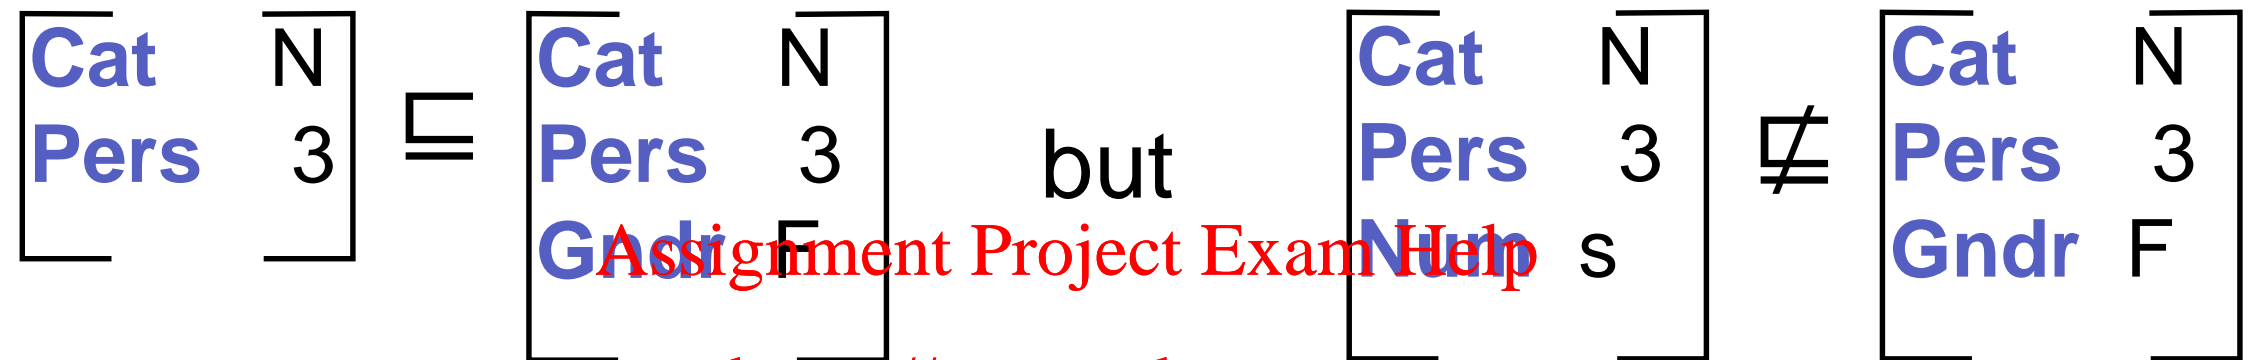 Cat N ⊑ Cat N but Cat N ⋢ Cat N
Pers 3 Pers 3 Pers 3 Pers 3
Gndr F Num s Gndr F
Assignment Project Exam Help